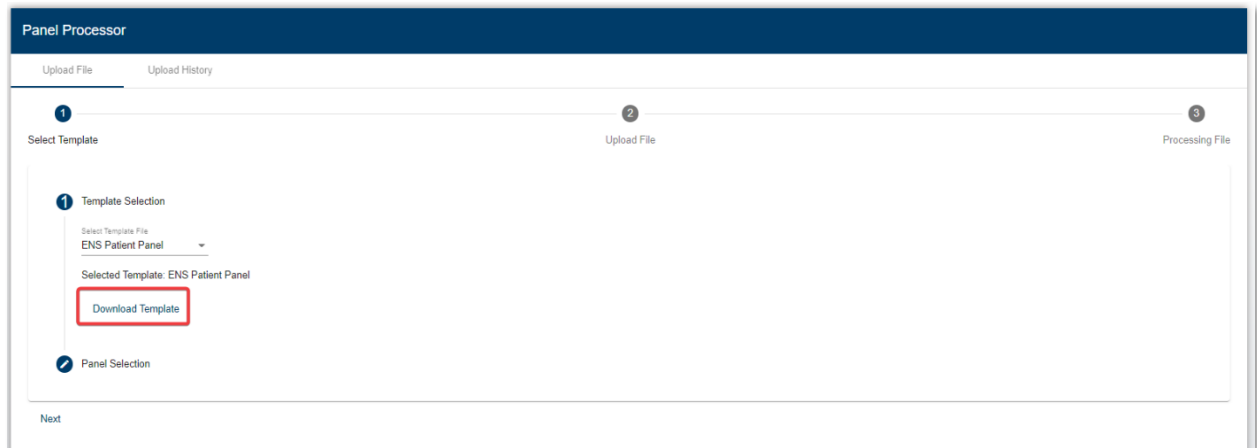 Panel Processor
Upload File Upload History
1 2 3
Select Template Upload File Processing File
1 Template Selection
Select Template File
ENS Patient Panel
Selected Template: ENS Patient Panel
Download Template
Panel Selection
Next